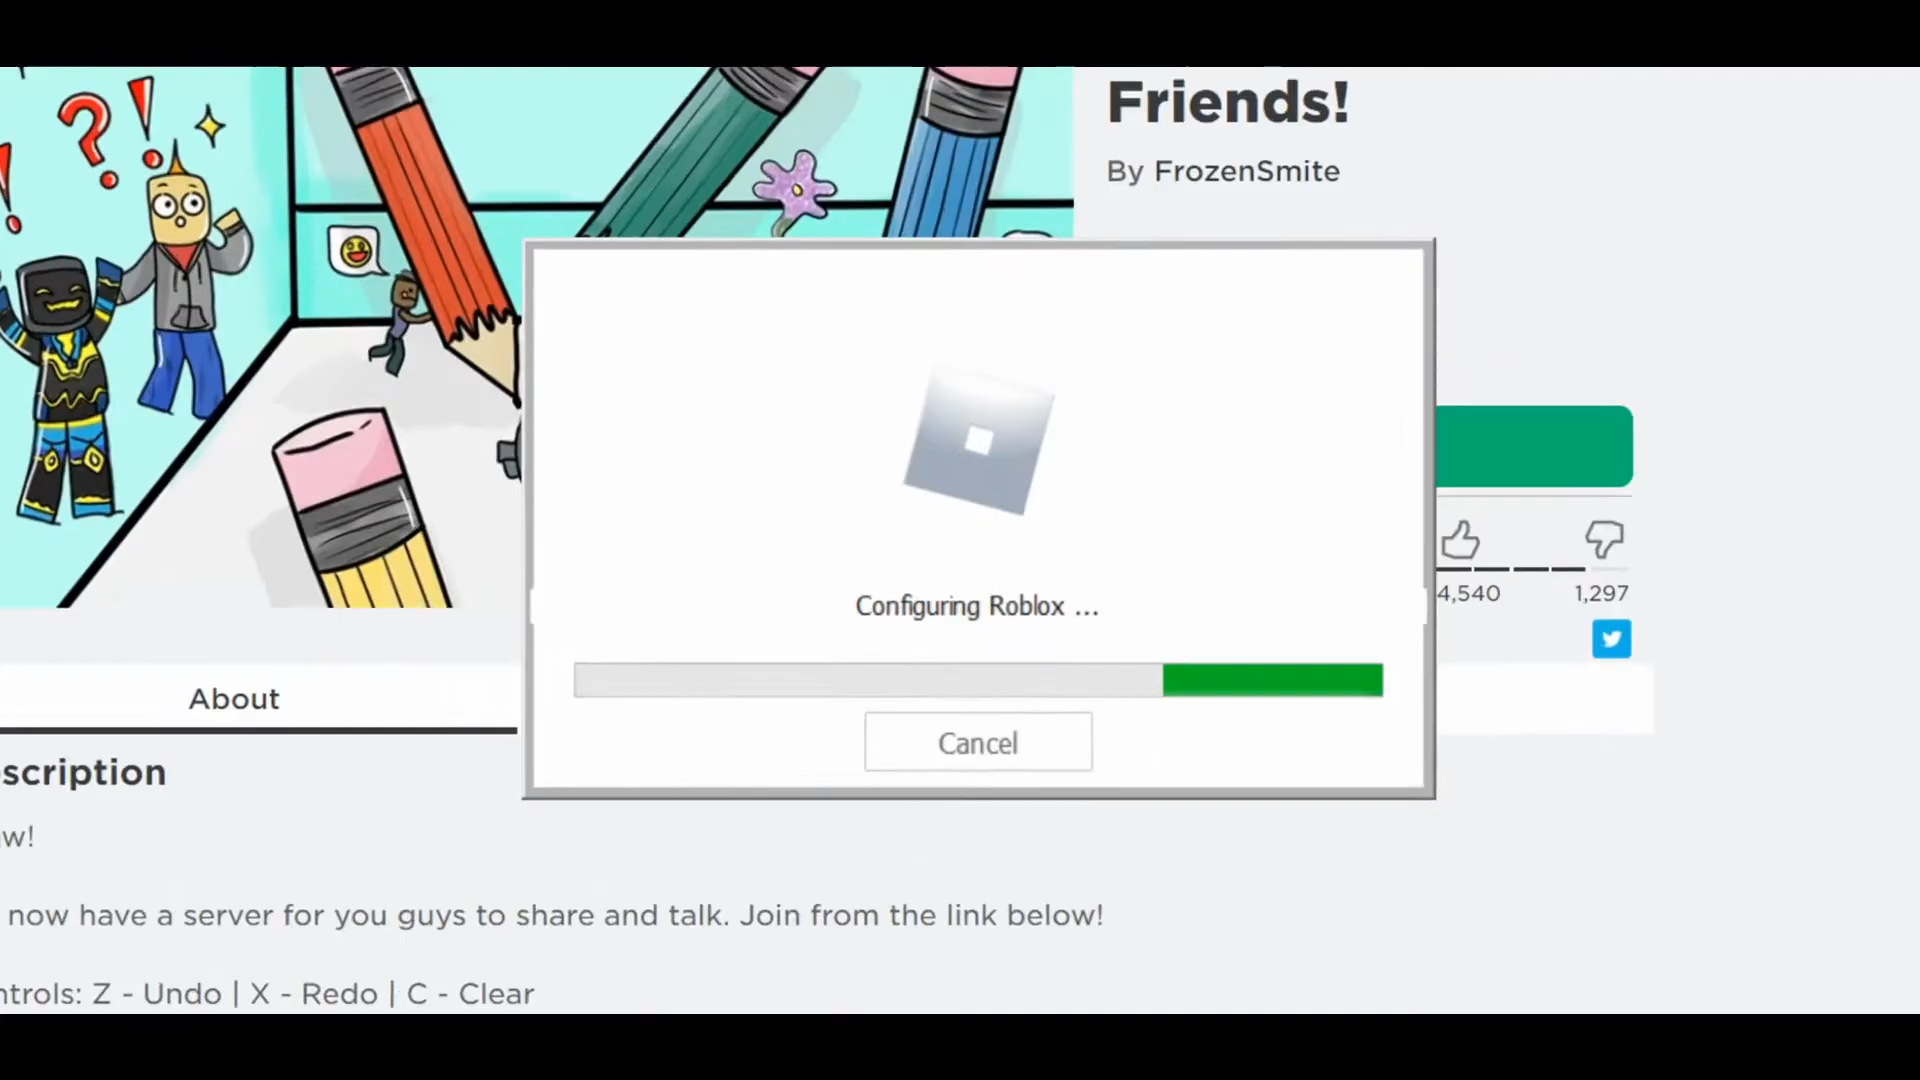 Friends!
By FrozenSmite
Configuring Roblox ...
4,540
1,297
Cancel
About
scription
w!
now have a server for you guys to share and talk. Join from the link below!
ntrols: Z - Undo | X - Redo | C - Clear